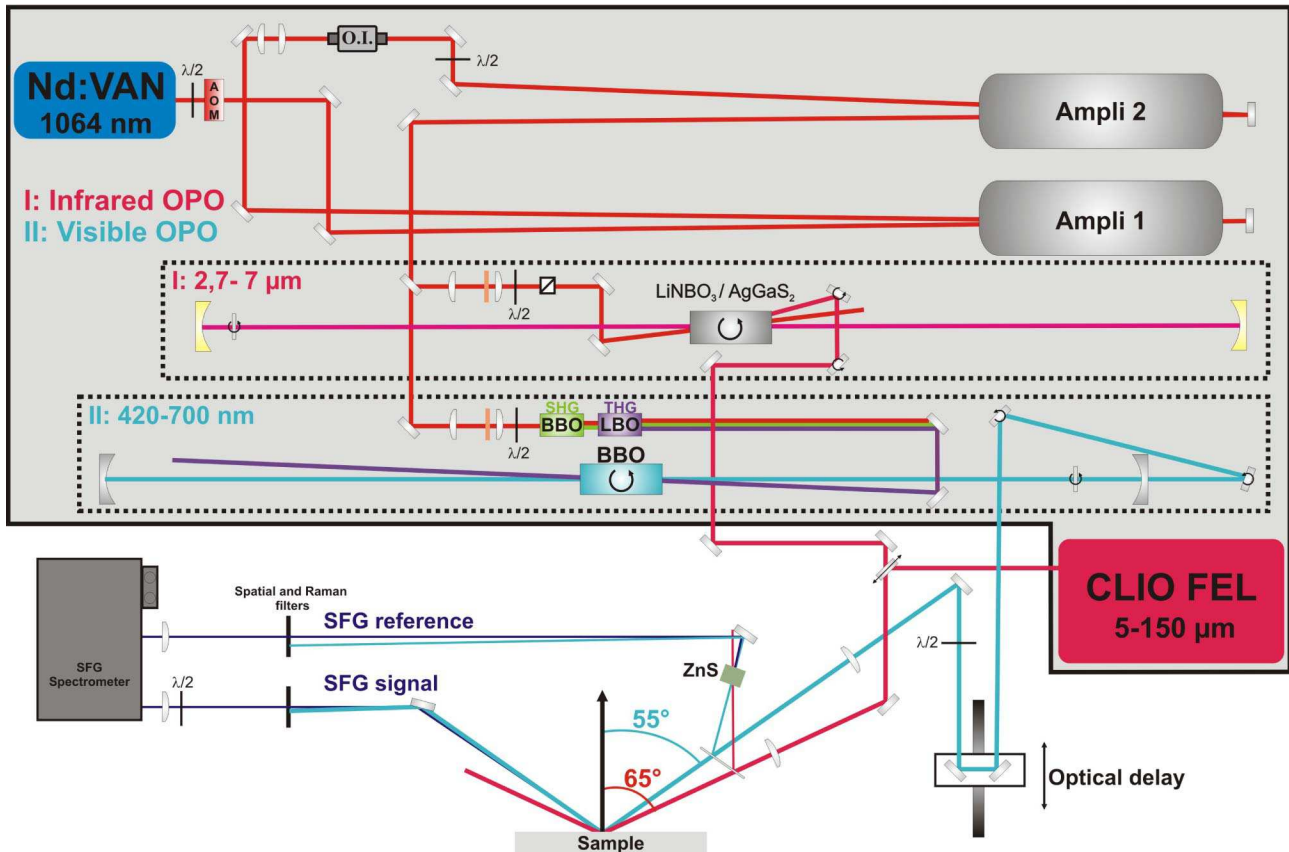 O.I.
λ/2
λ/2
Nd:VAN
1064 nm
AOM
Ampli 2
I: Infrared OPO
II: Visible OPO
Ampli 1
I: 2,7- 7 µm
LiNBO₃ / AgGaS₂
λ/2
II: 420-700 nm
SHG
THG
BBO
LBO
λ/2
BBO
CLIO FEL
5-150 µm
Spatial and Raman
filters
SFG reference
λ/2
ZnS
SFG
Spectrometer
λ/2
SFG signal
55°
65°
Optical delay
Sample